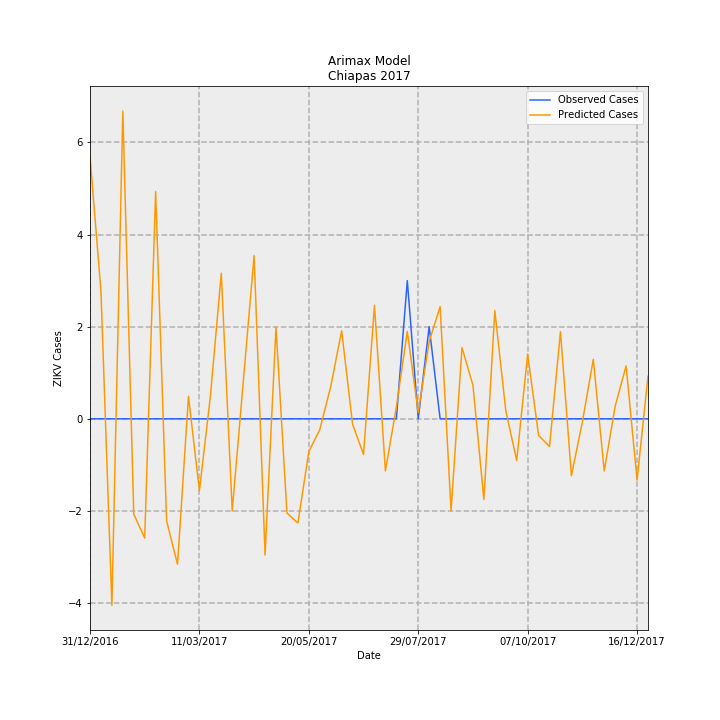 Arimax Model
Chiapas 2017
Observed Cases
Predicted Cases
6
4
2
0
−2
−4
ZIKV Cases
31/12/2016 11/03/2017 20/05/2017 29/07/2017 07/10/2017 16/12/2017
Date